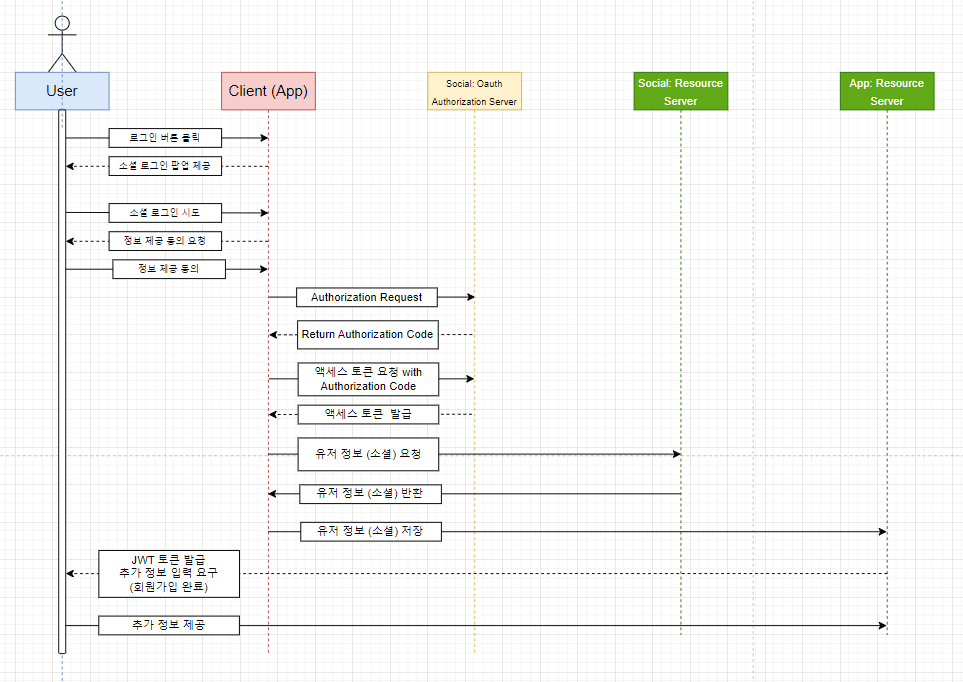 User
Client (App)
Social: Oauth
Authorization Server
Social: Resource
Server
App: Resource
Server
로그인 버튼 클릭
소셜 로그인 팝업 제공
소셜 로그인 시도
정보 제공 동의 요청
정보 제공 동의
Authorization Request
Return Authorization Code
액세스 토큰 요청 with
Authorization Code
액세스 토큰 발급
유저 정보 (소셜) 요청
유저 정보 (소셜) 반환
유저 정보 (소셜) 저장
JWT 토큰 발급
추가 정보 입력 요구
(회원가입 완료)
추가 정보 제공